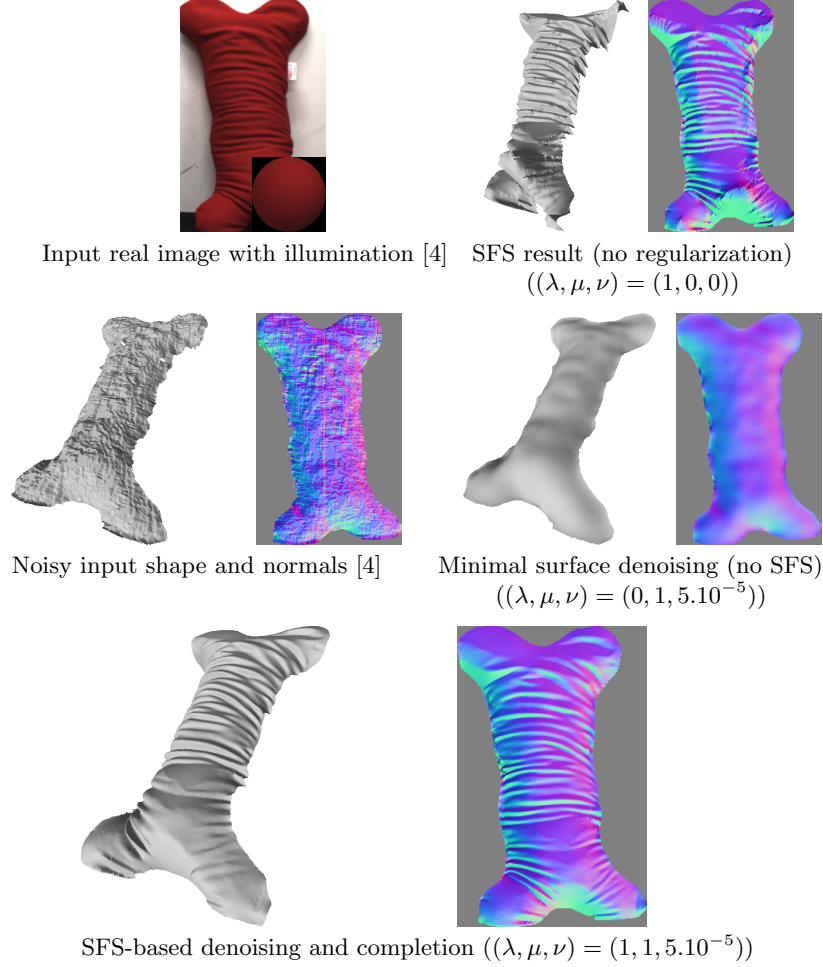 Input real image with illumination [4]
SFS result (no regularization)
((λ, μ, ν) = (1, 0, 0))
Noisy input shape and normals [4]
Minimal surface denoising (no SFS)
((λ, μ, ν) = (0, 1, 5.10⁻⁵))
SFS-based denoising and completion ((λ, μ, ν) = (1, 1, 5.10⁻⁵))